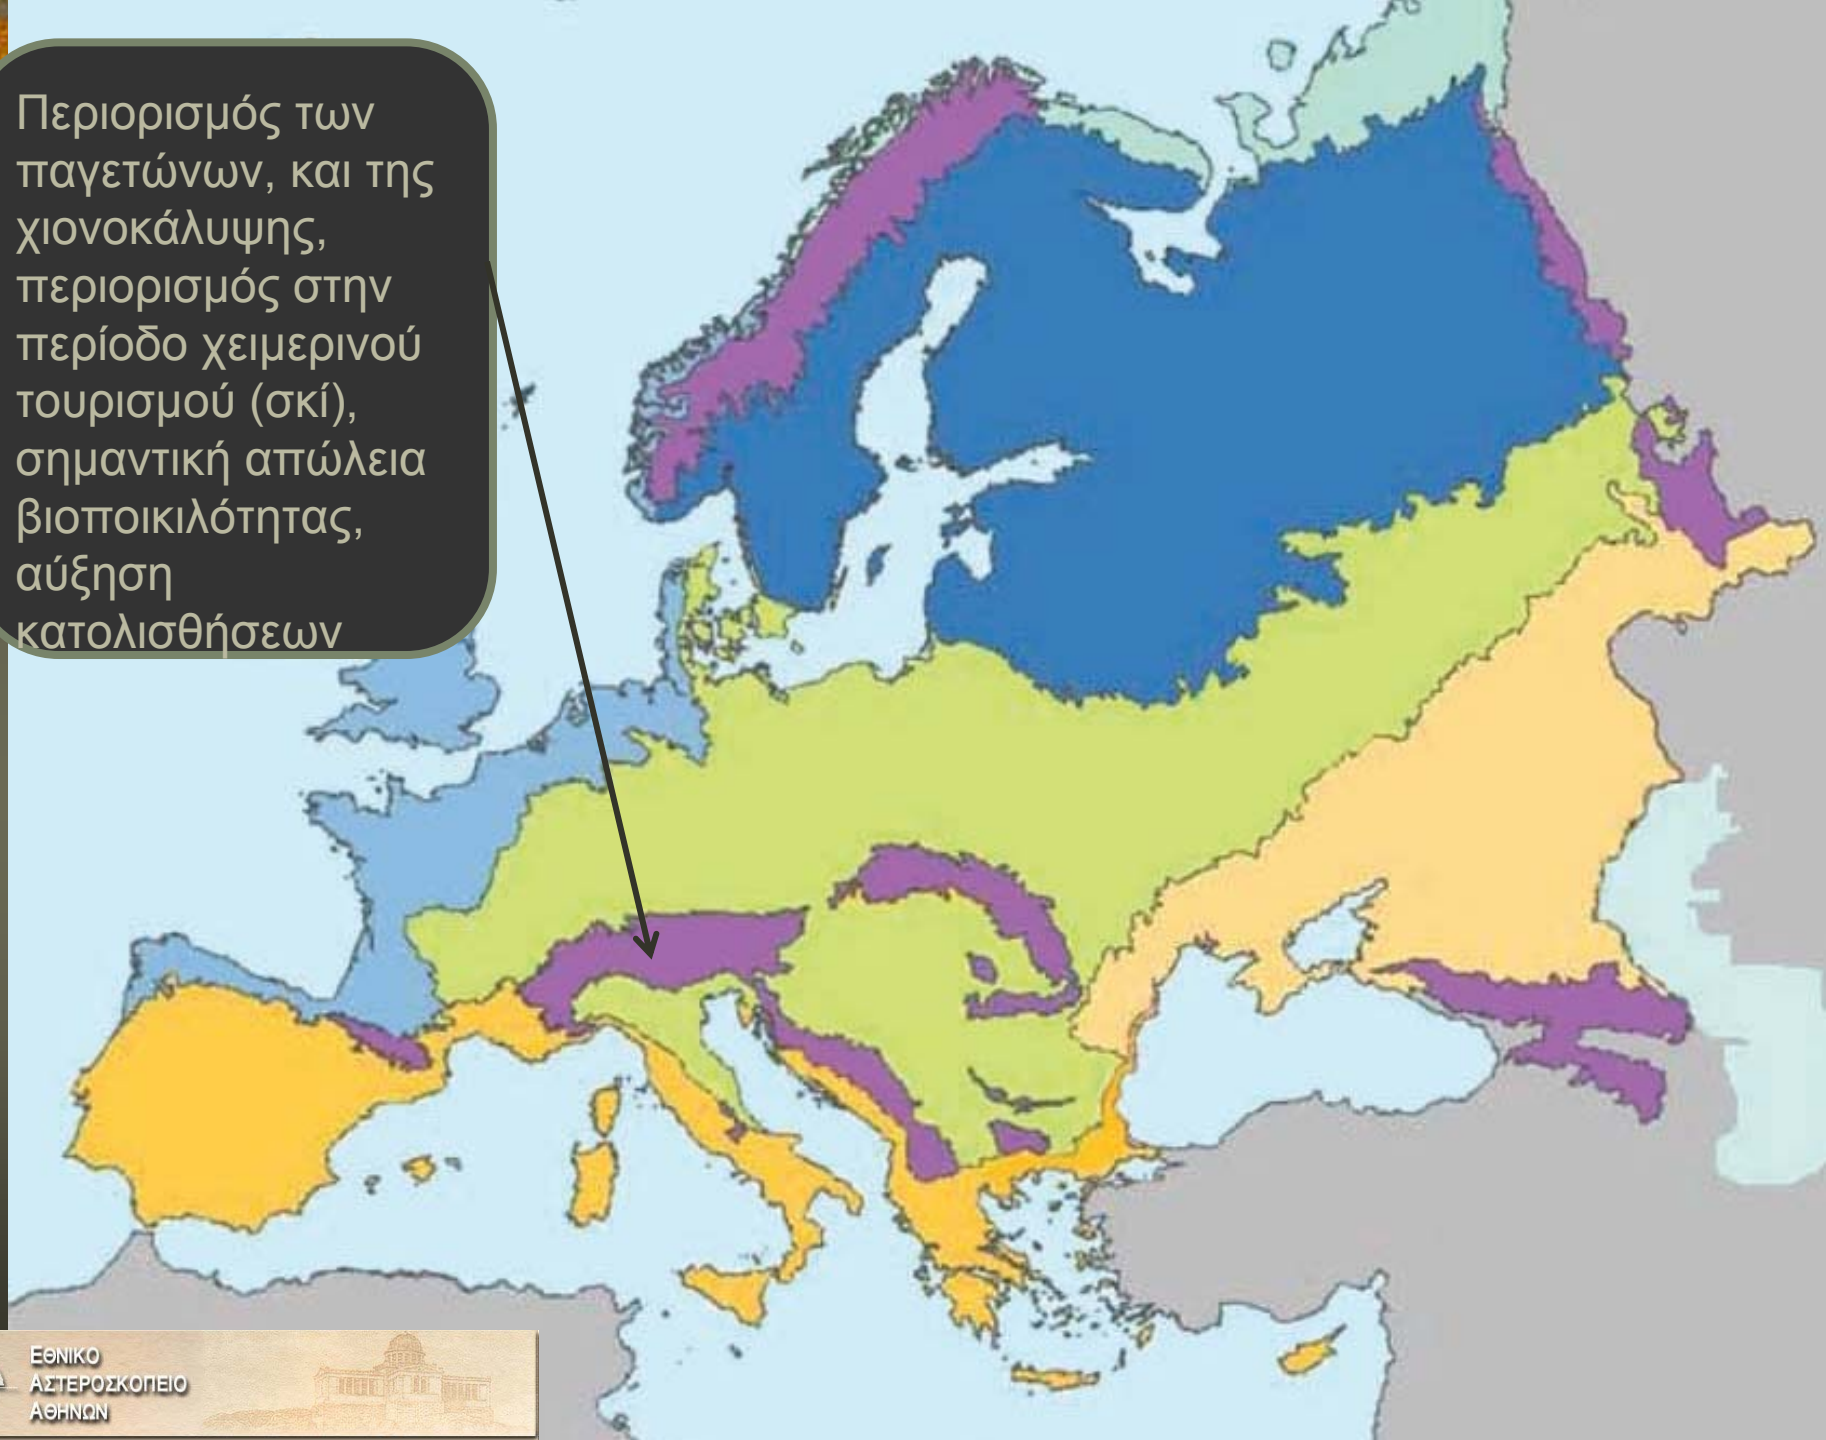 Περιορισμός των
παγετώνων, και της
χιονοκάλυψης,
περιορισμός στην
περίοδο χειμερινού
τουρισμού (σκί),
σημαντική απώλεια
βιοποικιλότητας,
αύξηση
κατολισθήσεων
ΕΘΝΙΚΟ
ΑΣΤΕΡΟΣΚΟΠΕΙΟ
ΑΘΗΝΩΝ